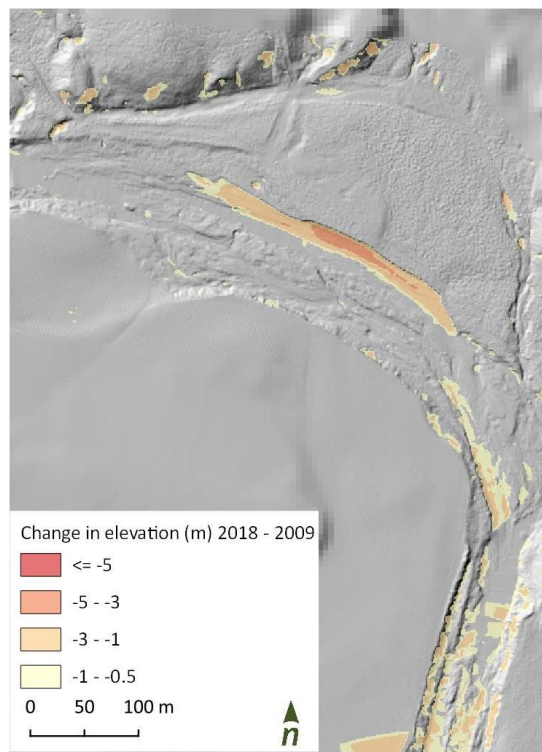 Change in elevation (m) 2018 - 2009
<= -5
-5 - -3
-3 - -1
-1 - -0.5
0 50 100 m
n